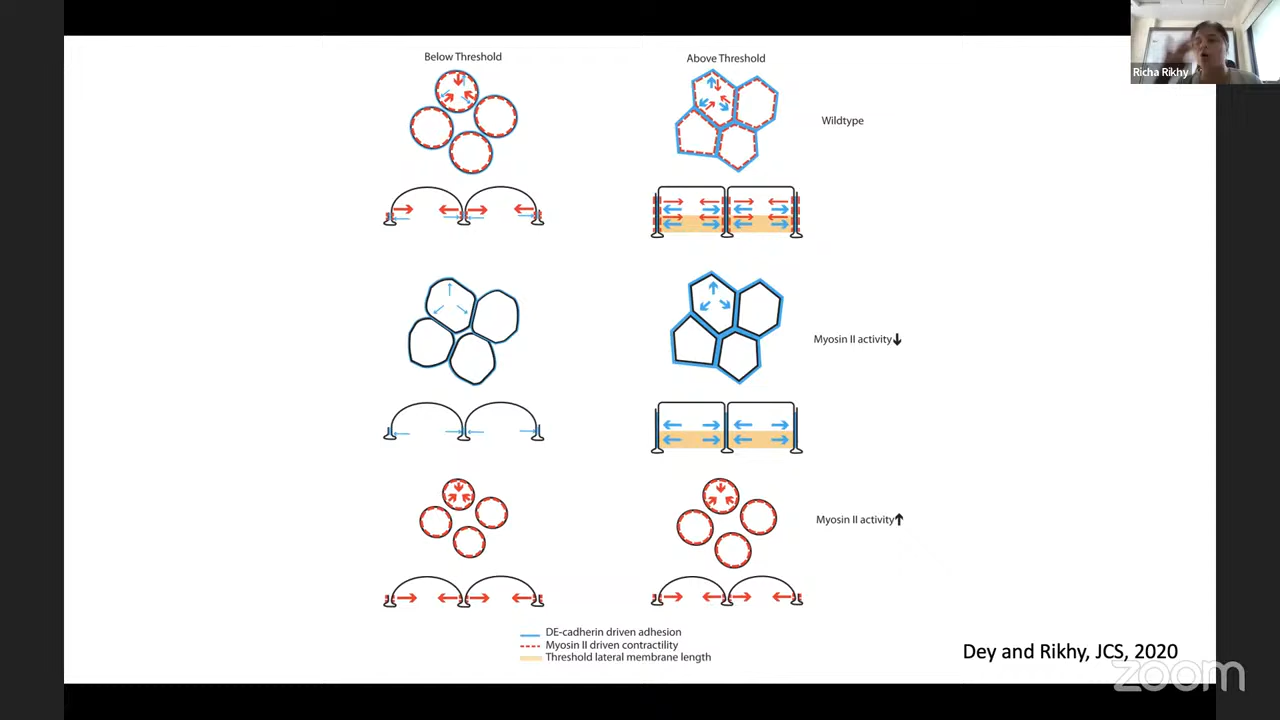 Richa Rikhy
Below Threshold
Above Threshold
Wildtype
Myosin II activity
Myosin II activity
DE-cadherin driven adhesion
Myosin II driven contractility
Threshold lateral membrane length
Dey and Rikhy, JCS, 2020
zoom